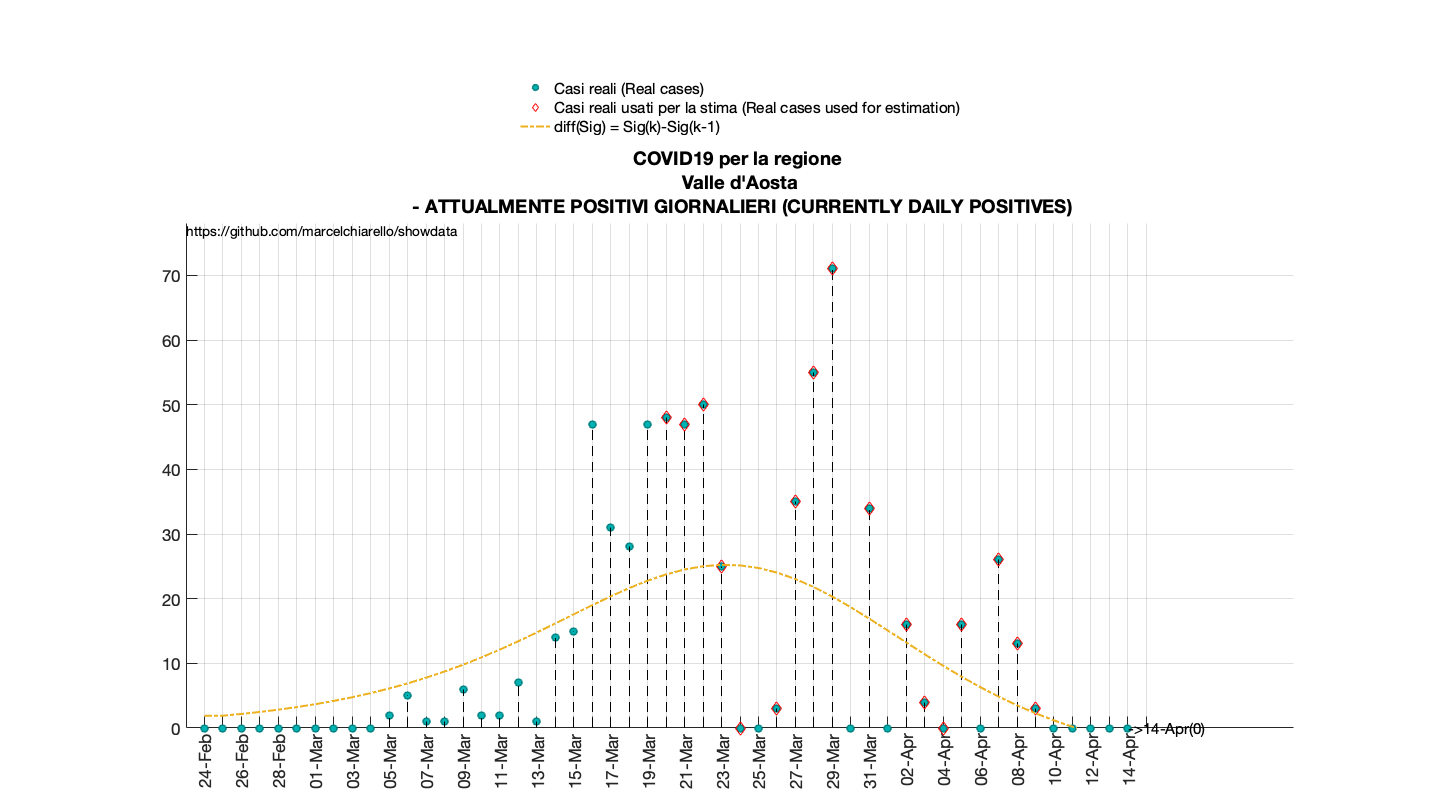 Casi reali (Real cases)
Casi reali usati per la stima (Real cases used for estimation)
diff(Sig) = Sig(k)-Sig(k-1)
COVID19 per la regione
Valle d'Aosta
- ATTUALMENTE POSITIVI GIORNALIERI (CURRENTLY DAILY POSITIVES)
https://github.com/marcelchiarello/showdata
70
60
50
40
30
20
10
0
->14-Apr(0)
24-Feb
26-Feb
28-Feb
01-Mar
03-Mar
05-Mar
07-Mar
09-Mar
11-Mar
13-Mar
15-Mar
17-Mar
19-Mar
21-Mar
23-Mar
25-Mar
27-Mar
29-Mar
31-Mar
02-Apr
04-Apr
06-Apr
08-Apr
10-Apr
12-Apr
14-Apr